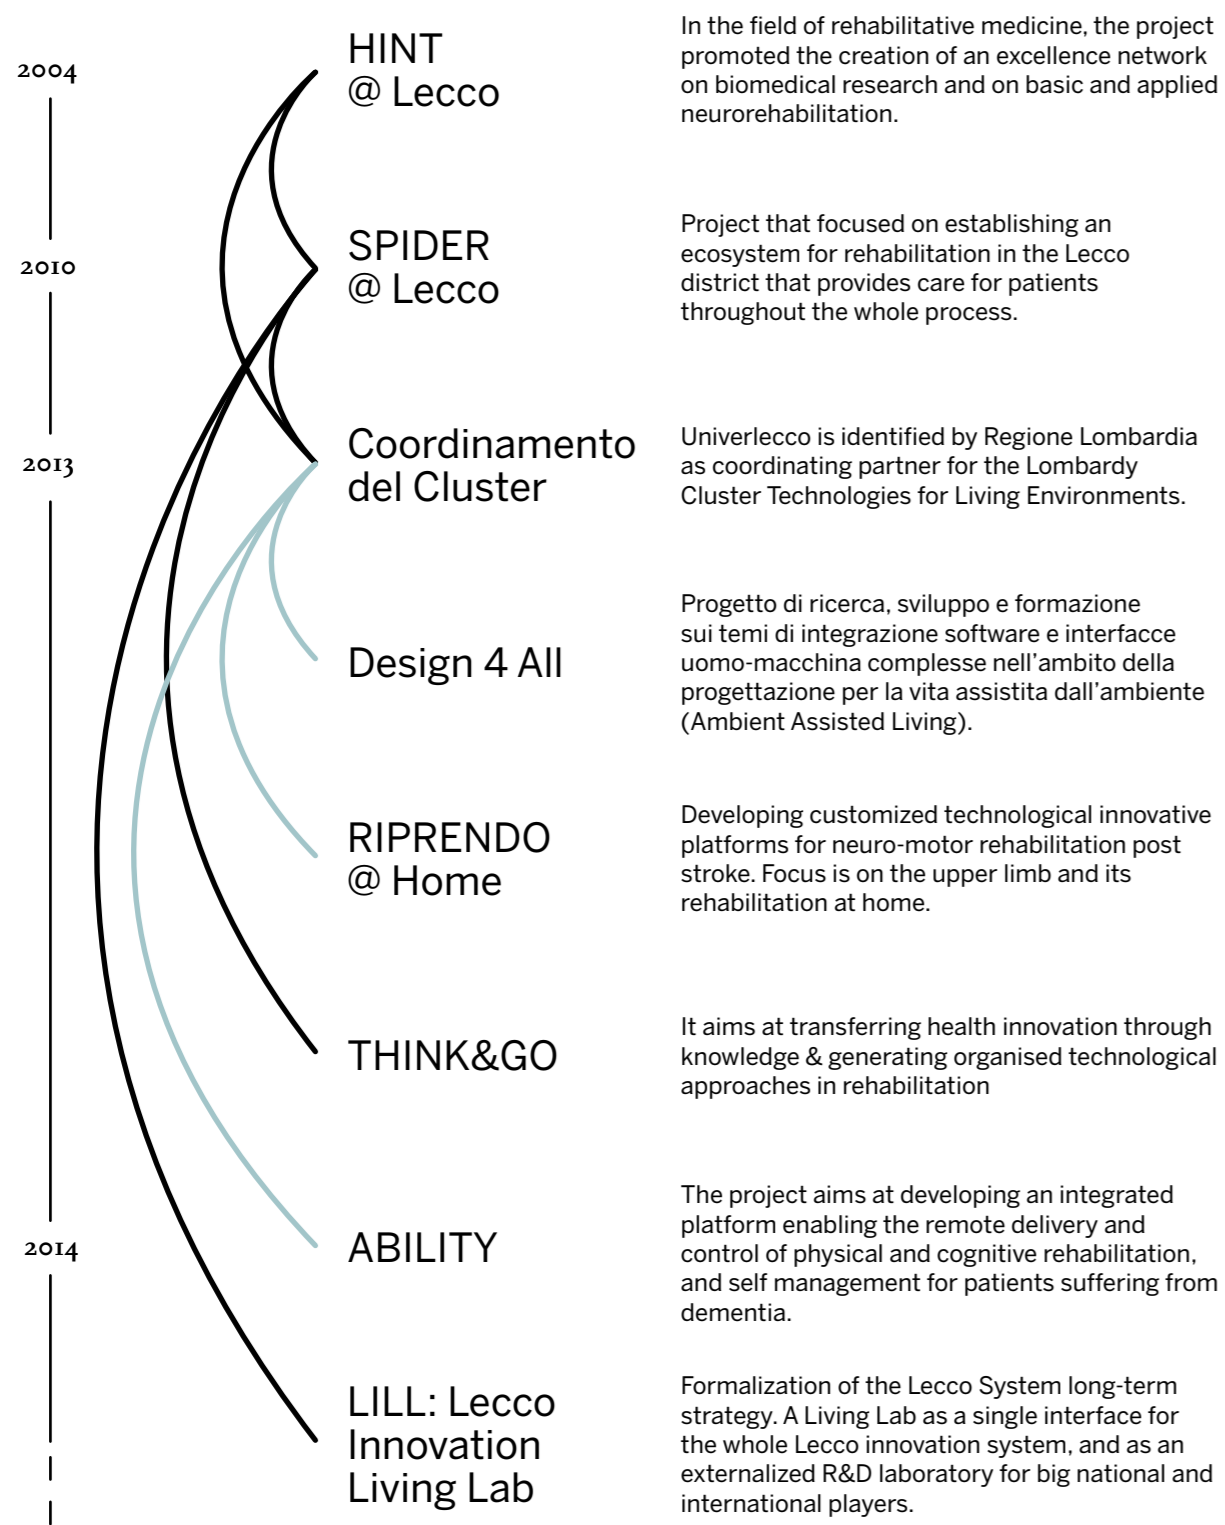 2004
HINT
@ Lecco
In the field of rehabilitative medicine, the project
promoted the creation of an excellence network
on biomedical research and on basic and applied
neurorehabilitation.
2010
SPIDER
@ Lecco
Project that focused on establishing an
ecosystem for rehabilitation in the Lecco
district that provides care for patients
throughout the whole process.
2013
Coordinamento
del Cluster
Univerlecco is identified by Regione Lombardia
as coordinating partner for the Lombardy
Cluster Technologies for Living Environments.
Design 4 All
Progetto di ricerca, sviluppo e formazione
sui temi di integrazione software e interfacce
uomo-macchina complesse nell’ambito della
progettazione per la vita assistita dall’ambiente
(Ambient Assisted Living).
RIPRENDO
@ Home
Developing customized technological innovative
platforms for neuro-motor rehabilitation post
stroke. Focus is on the upper limb and its
rehabilitation at home.
THINK&GO
It aims at transferring health innovation through
knowledge & generating organised technological
approaches in rehabilitation
2014
ABILITY
The project aims at developing an integrated
platform enabling the remote delivery and
control of physical and cognitive rehabilitation,
and self management for patients suffering from
dementia.
LILL: Lecco
Innovation
Living Lab
Formalization of the Lecco System long-term
strategy. A Living Lab as a single interface for
the whole Lecco innovation system, and as an
externalized R&D laboratory for big national and
international players.